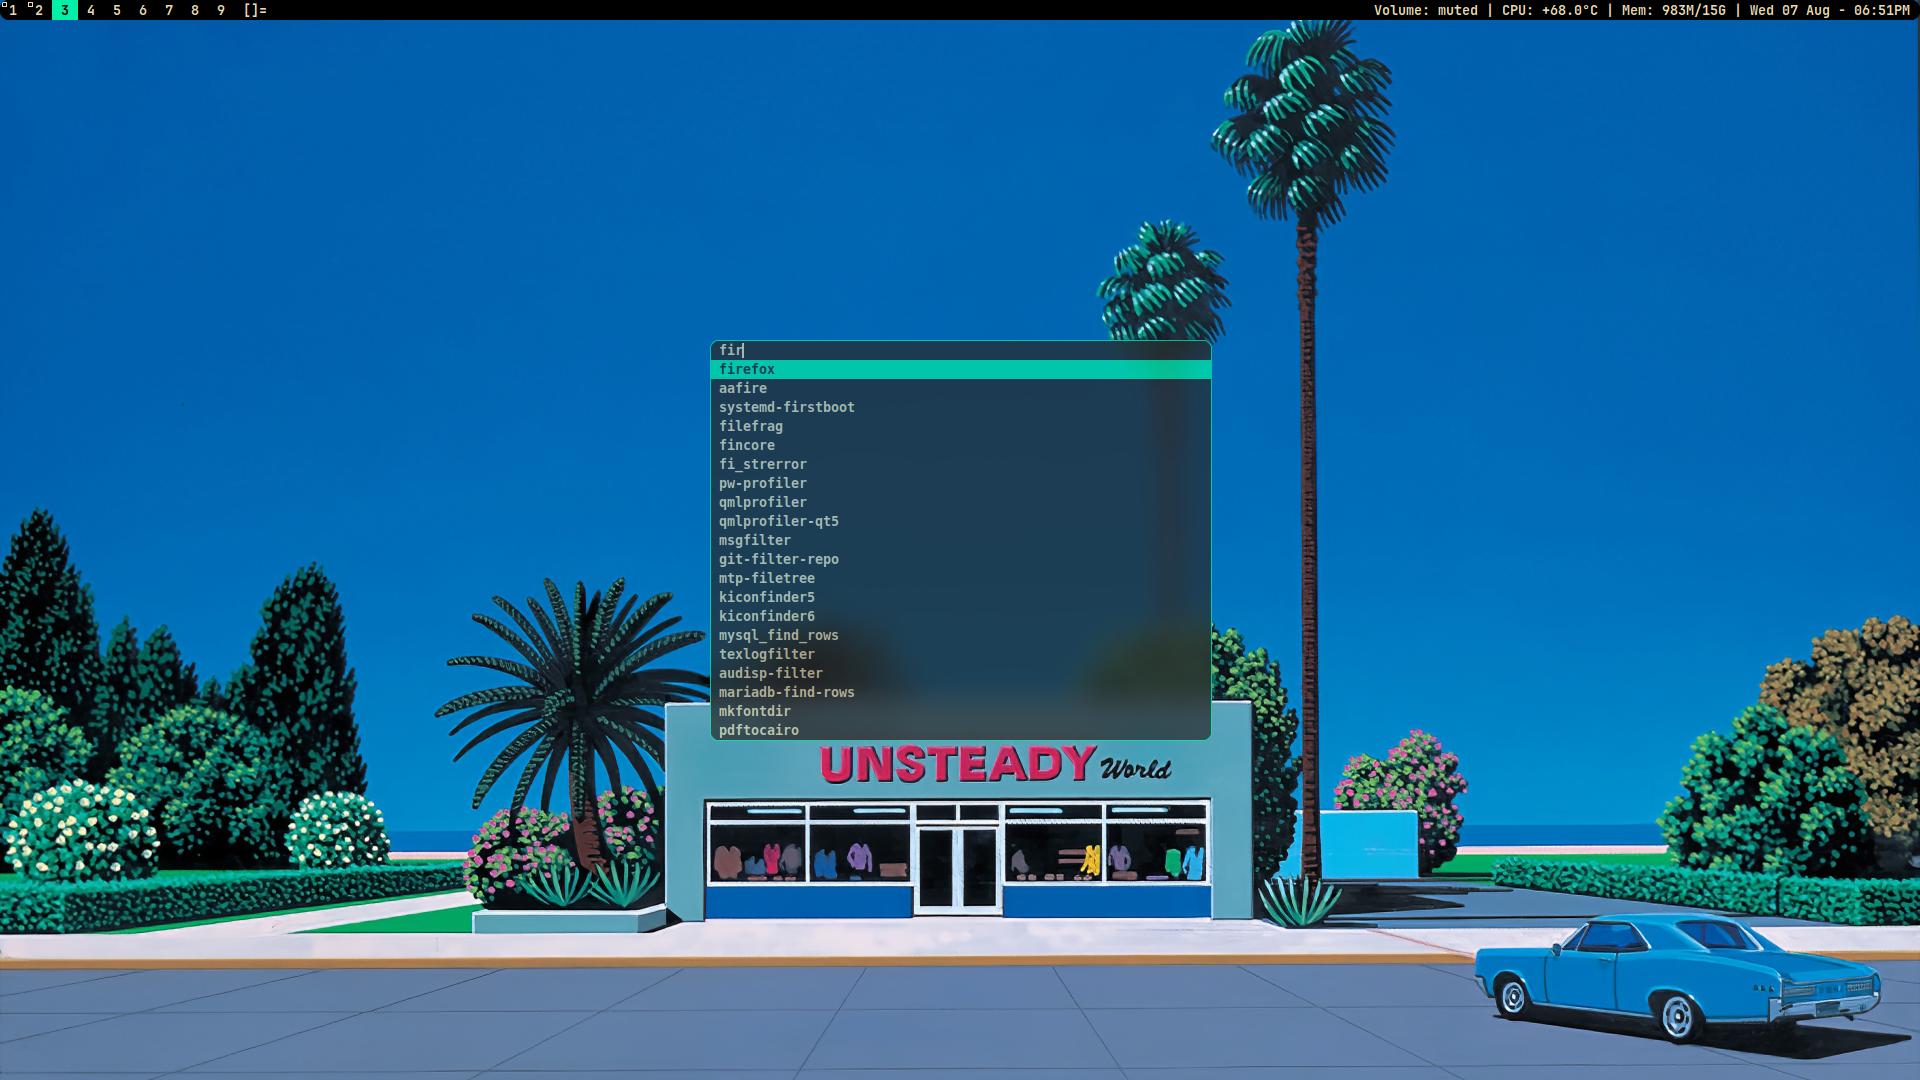 1 2 3 4 5 6 7 8 9 []=
Volume: muted | CPU: +68.0°C | Mem: 983M/15G | Wed 07 Aug - 06:51PM
fir
firefox
aafire
systemd-firstboot
filefrag
fincore
fi_strerror
pw-profiler
qmlprofiler
qmlprofiler-qt5
msgfilter
git-filter-repo
mtp-filetree
kiconfinder5
kiconfinder6
mysql_find_rows
texlogfilter
audisp-filter
mariadb-find-rows
mkfontdir
pdftocairo
UNSTEADY World